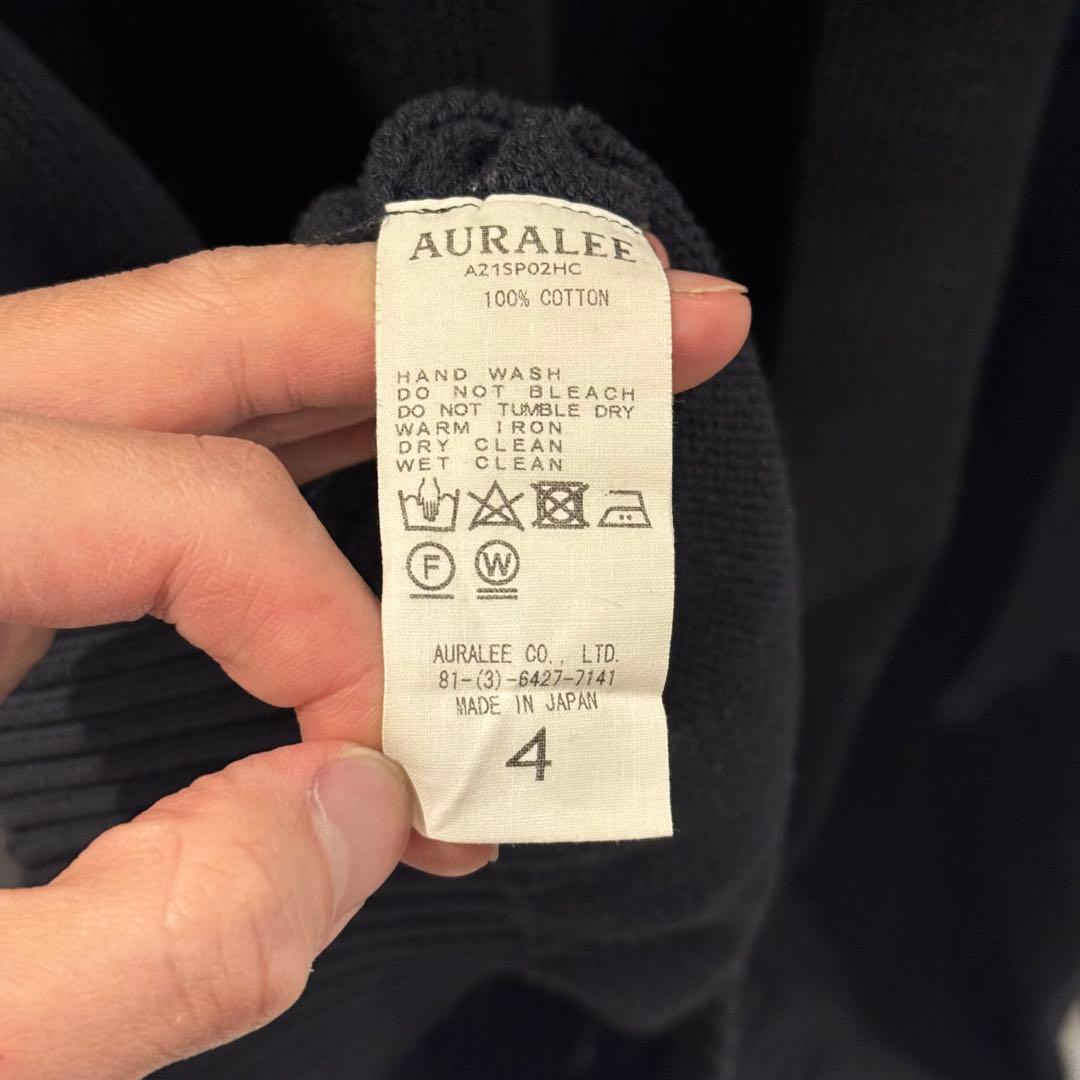 AURALEE
A21SP02HC
100% COTTON
HAND WASH
DO NOT BLEACH
DO NOT TUMBLE DRY
WARM IRON
DRY CLEAN
WET CLEAN
F W
AURALEE CO., LTD.
81-(3)-6427-7141
MADE IN JAPAN
4